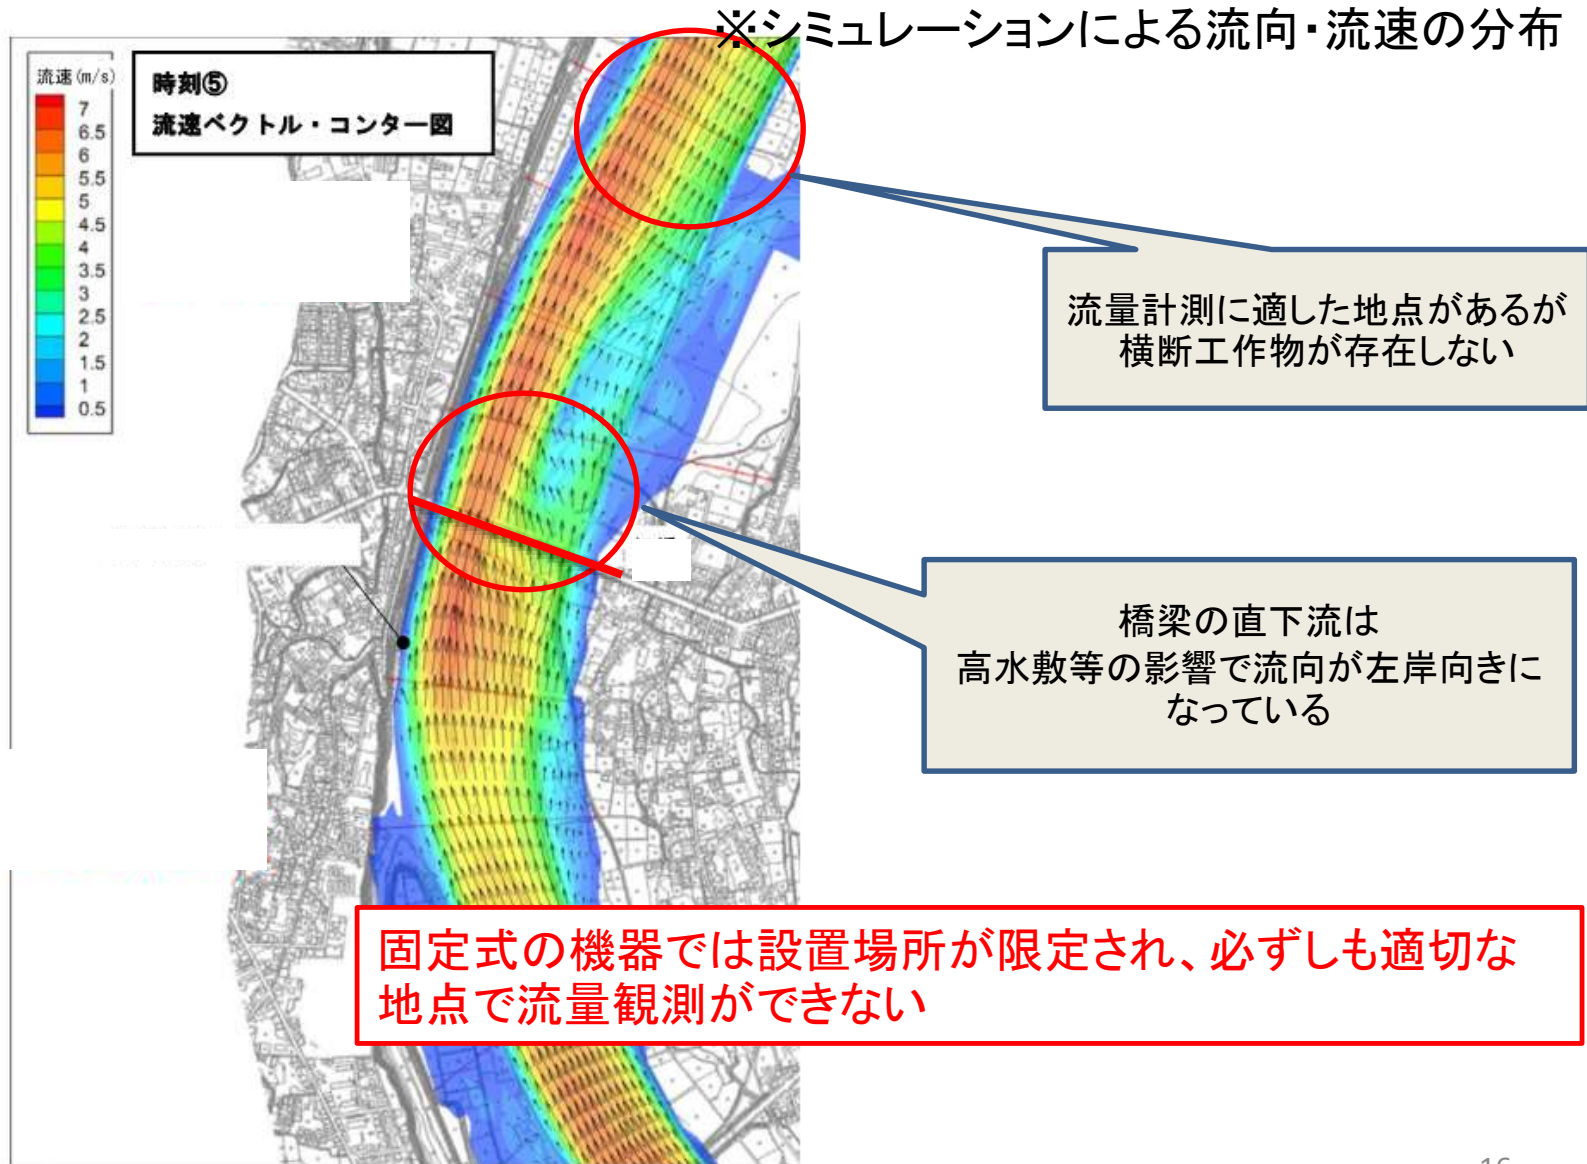 ※シミュレーションによる流向・流速の分布
流速(m/s)
7
6.5
6
5.5
5
4.5
4
3.5
3
2.5
2
1.5
1
0.5
時刻⑤
流速ベクトル・コンター図
流量計測に適した地点があるが
横断工作物が存在しない
橋梁の直下流は
高水敷等の影響で流向が左岸向きに
なっている
固定式の機器では設置場所が限定され、必ずしも適切な
地点で流量観測ができない